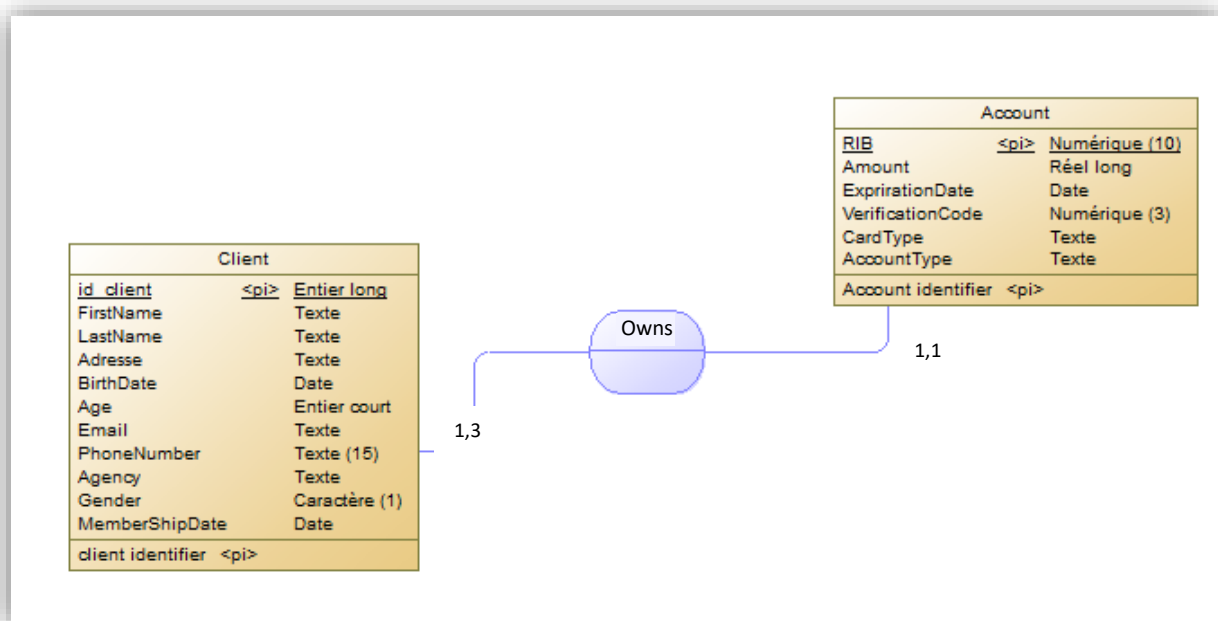 Account
RIB <pi> Numérique (10)
Amount Réel long
ExprirationDate Date
VerificationCode Numérique (3)
CardType Texte
AccountType Texte
Account identifier <pi>
Client
id_client <pi> Entier long
FirstName Texte
LastName Texte
Adresse Texte
BirthDate Date
Age Entier court
Email Texte
PhoneNumber Texte (15)
Agency Texte
Gender Caractère (1)
MemberShipDate Date
client identifier <pi>
Owns
1,1
1,3